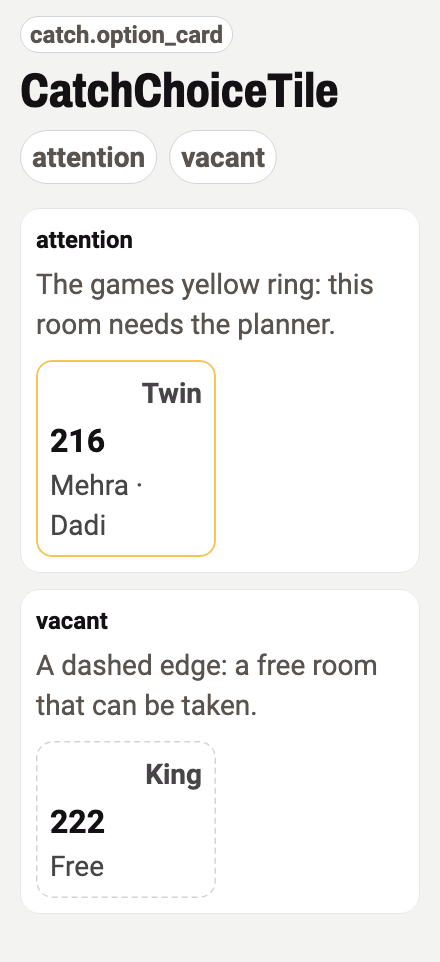 catch.option_card
CatchChoiceTile
attention vacant
attention
The games yellow ring: this
room needs the planner.
Twin
216
Mehra ·
Dadi
vacant
A dashed edge: a free room
that can be taken.
King
222
Free